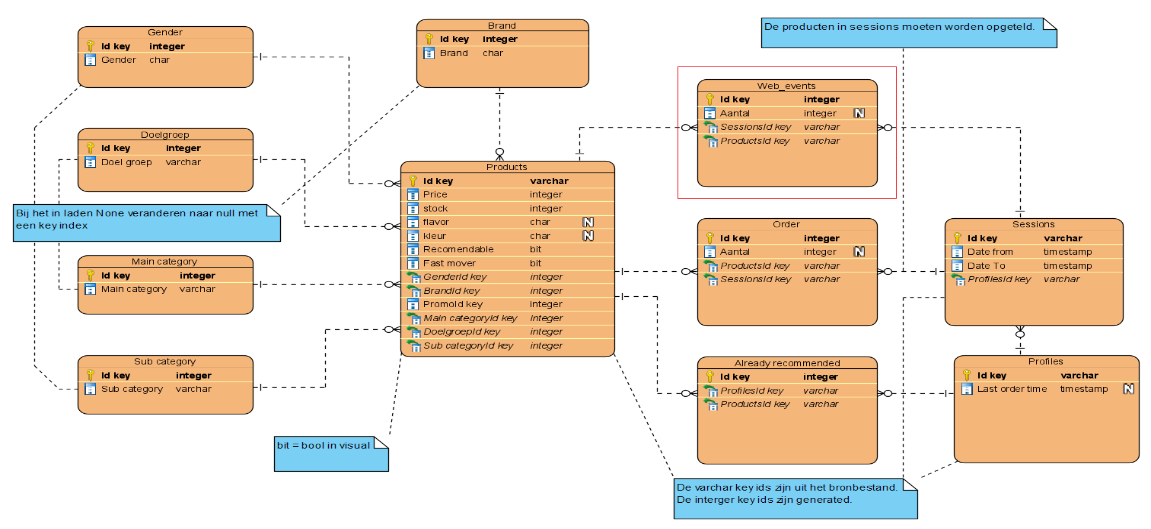 Gender
Id key integer
Gender char
Brand
Id key integer
Brand char
De producten in sessions moeten worden opgeteld.
Web_events
Id key integer
Aantal integer N
SessionsId key varchar
ProductsId key varchar
Doelgroep
Id key integer
Doel groep varchar
Products
Id key varchar
Price integer
stock integer
flavor char N
kleur char N
Recomendable bit
Fast mover bit
GenderId key integer
BrandId key integer
PromoId key integer
Main categoryId key integer
DoelgroepId key integer
Sub categoryId key integer
Bij het in laden None veranderen naar null met
een key index
Order
Id key integer
Aantal integer N
ProductsId key varchar
SessionsId key varchar
Sessions
Id key varchar
Date from timestamp
Date To timestamp
ProfilesId key varchar
Main category
Id key integer
Main category varchar
Sub category
Id key integer
Sub category varchar
Already recommended
Id key integer
ProfilesId key varchar
ProductsId key varchar
Profiles
Id key varchar
Last order time timestamp N
bit = bool in visual
De varchar key ids zijn uit het bronbestand.
De interger key ids zijn generated.